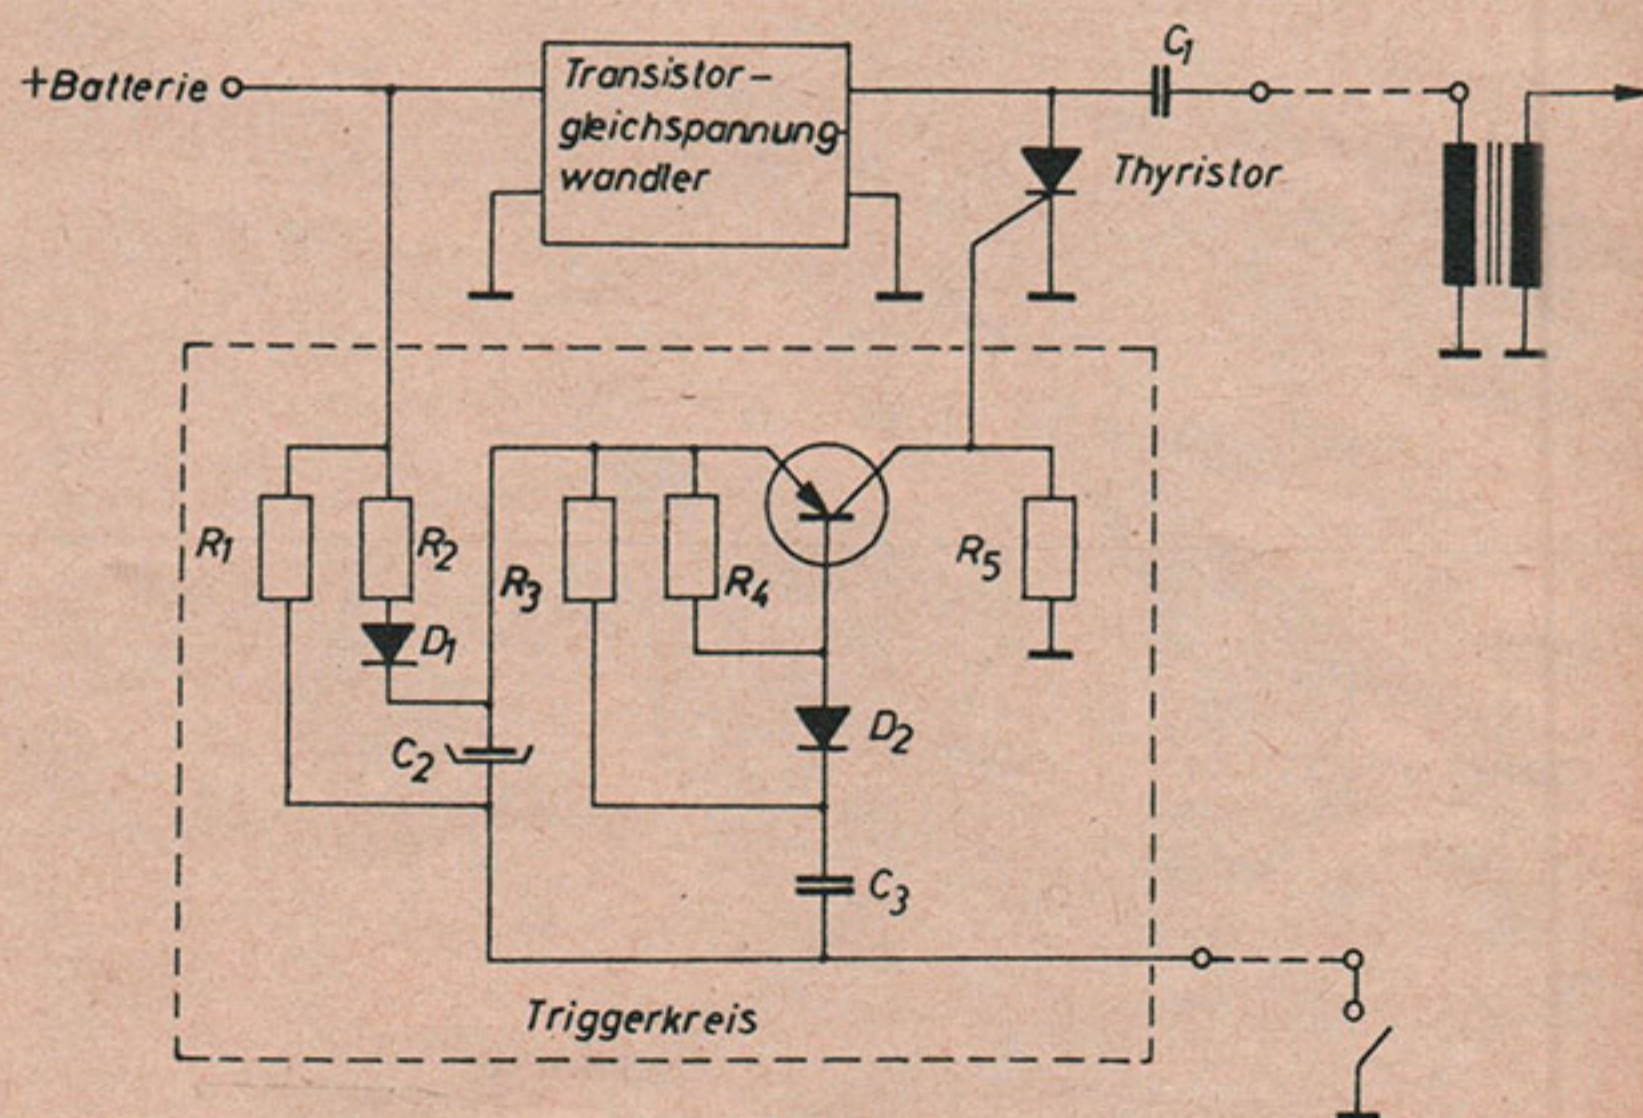 +Batterie
Transistor-
gleichspannung
wandler
C1
Thyristor
R1
R2
D1
C2
R3
R4
R5
D2
C3
Triggerkreis